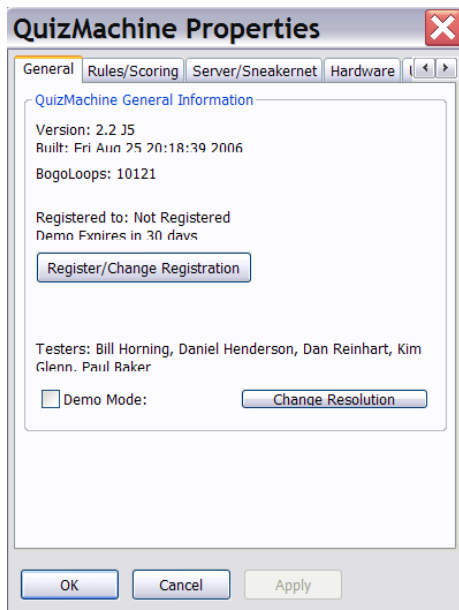 QuizMachine Properties
General Rules/Scoring Server/Sneakernet Hardware
QuizMachine General Information
Version: 2.2 J5
Built: Fri Aug 25 20:18:39 2006
BogoLoops: 10121
Registered to: Not Registered
Demo Expires in 30 days
Register/Change Registration
Testers: Bill Horning, Daniel Henderson, Dan Reinhart, Kim
Glenn, Paul Baker
Demo Mode: Change Resolution
OK Cancel Apply